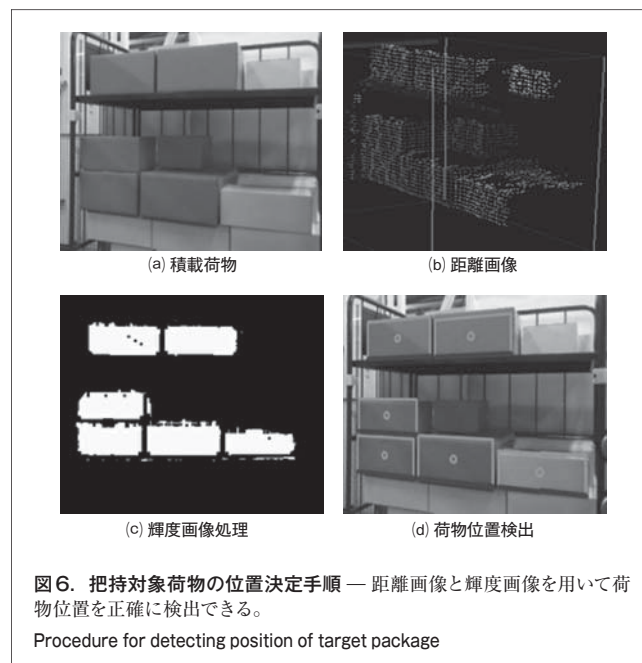 (a) 積載荷物
(b) 距離画像
(c) 輝度画像処理
(d) 荷物位置検出
図6. 把持対象荷物の位置決定手順 — 距離画像と輝度画像を用いて荷
物位置を正確に検出できる。
Procedure for detecting position of target package